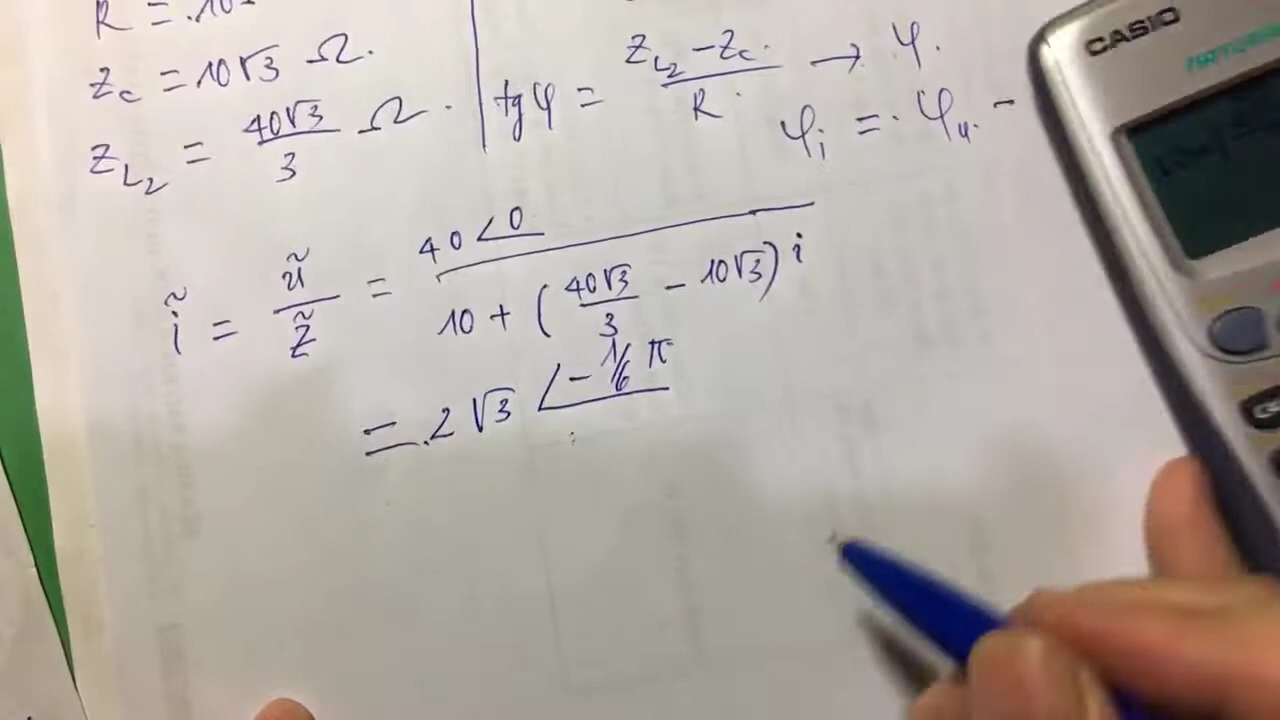 R = 10
Z_C = 10√3 Ω.
Z_L2 = 40√3/3 Ω.
tgφ = (Z_L2 - Z_C)/R → φ.
φ_i = φ_u -
ĩ = ũ/z̃ = 40∠0 / (10 + (40√3/3 - 10√3)i)
= 2√3 ∠-1/6 π
CASIO